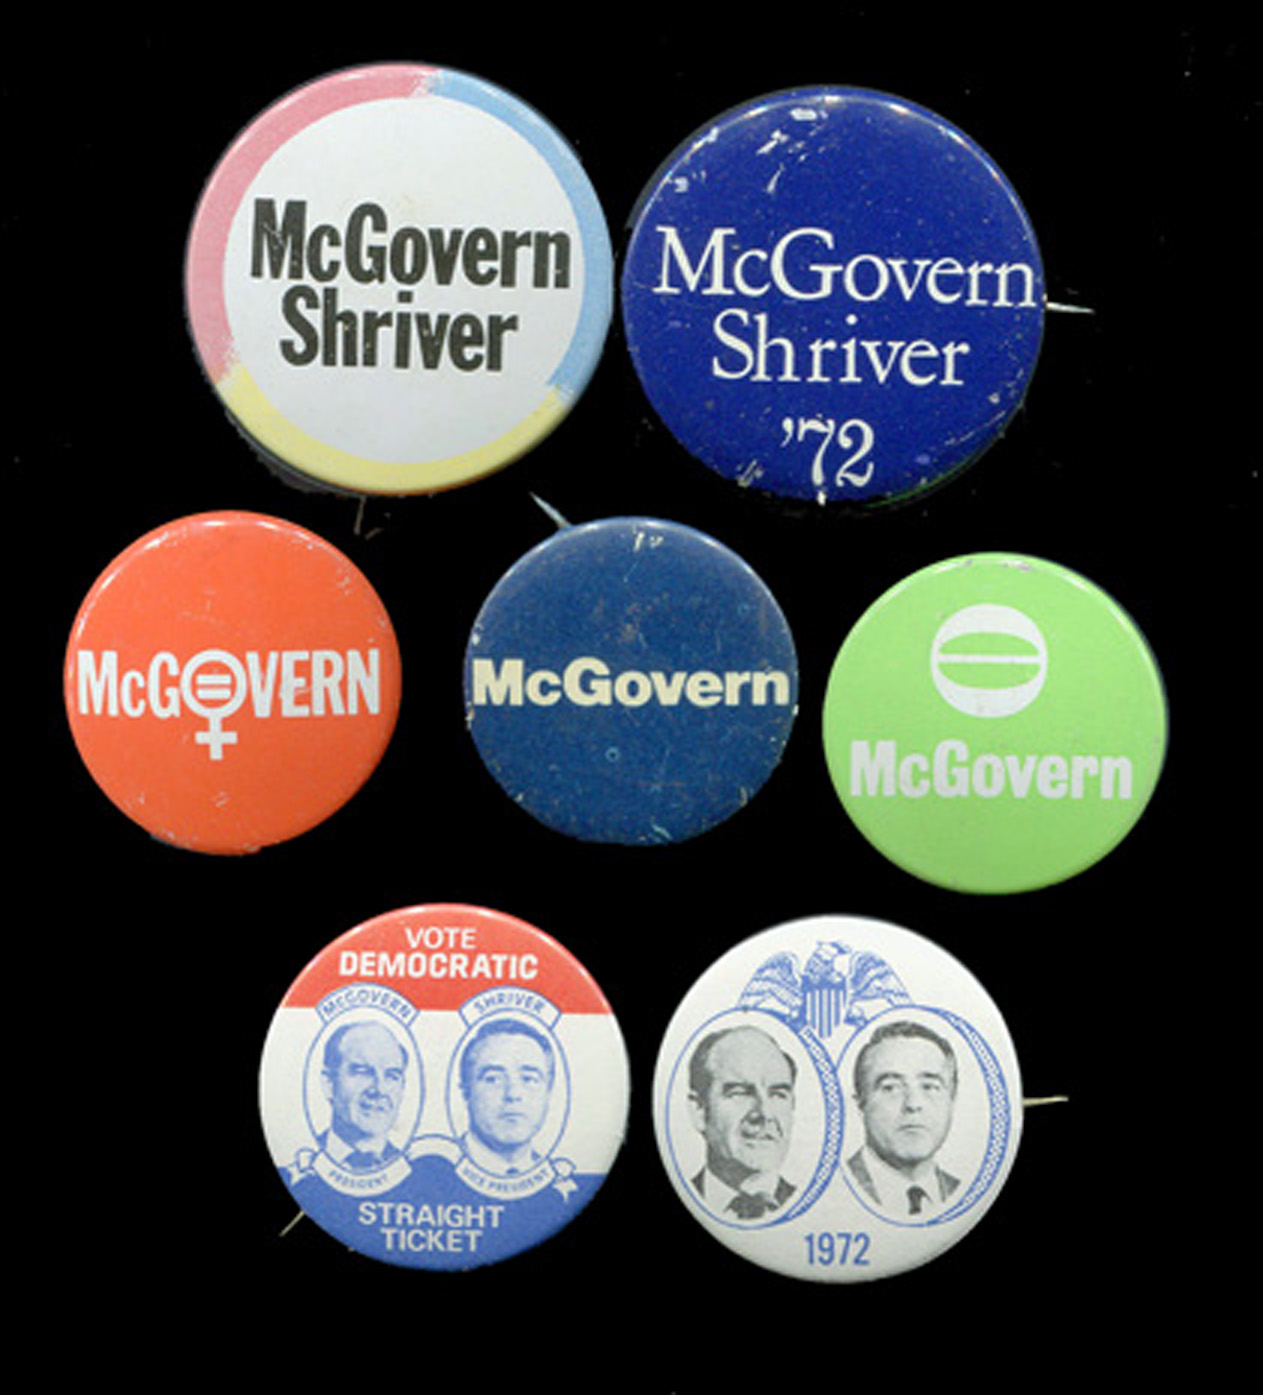 McGovern
Shriver
McGovern
Shriver
'72
McGOVERN
McGovern
McGovern
VOTE
DEMOCRATIC
McGOVERN
SHRIVER
PRESIDENT
VICE PRESIDENT
STRAIGHT
TICKET
1972